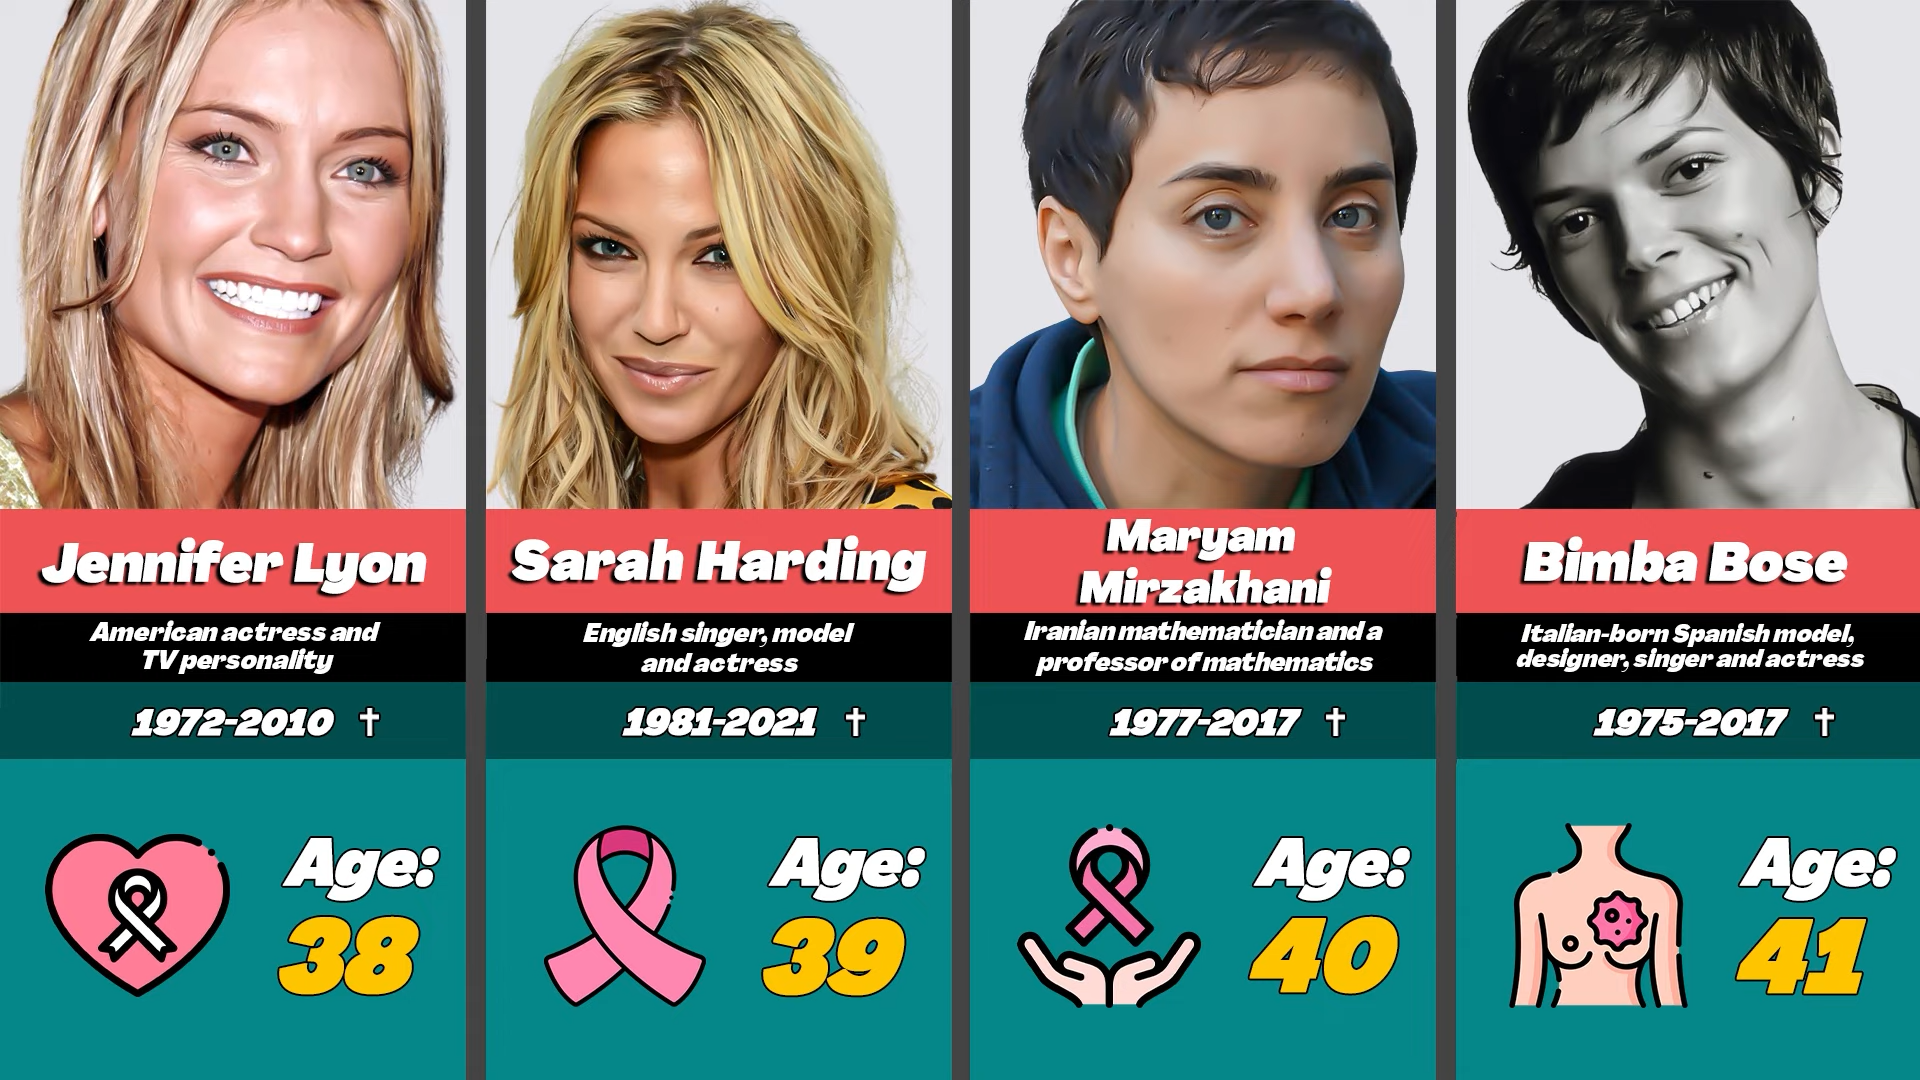 Jennifer Lyon
American actress and
TV personality
1972-2010 †
Age:
38
Sarah Harding
English singer, model
and actress
1981-2021 †
Age:
39
Maryam
Mirzakhani
Iranian mathematician and a
professor of mathematics
1977-2017 †
Age:
40
Bimba Bose
Italian-born Spanish model,
designer, singer and actress
1975-2017 †
Age:
41